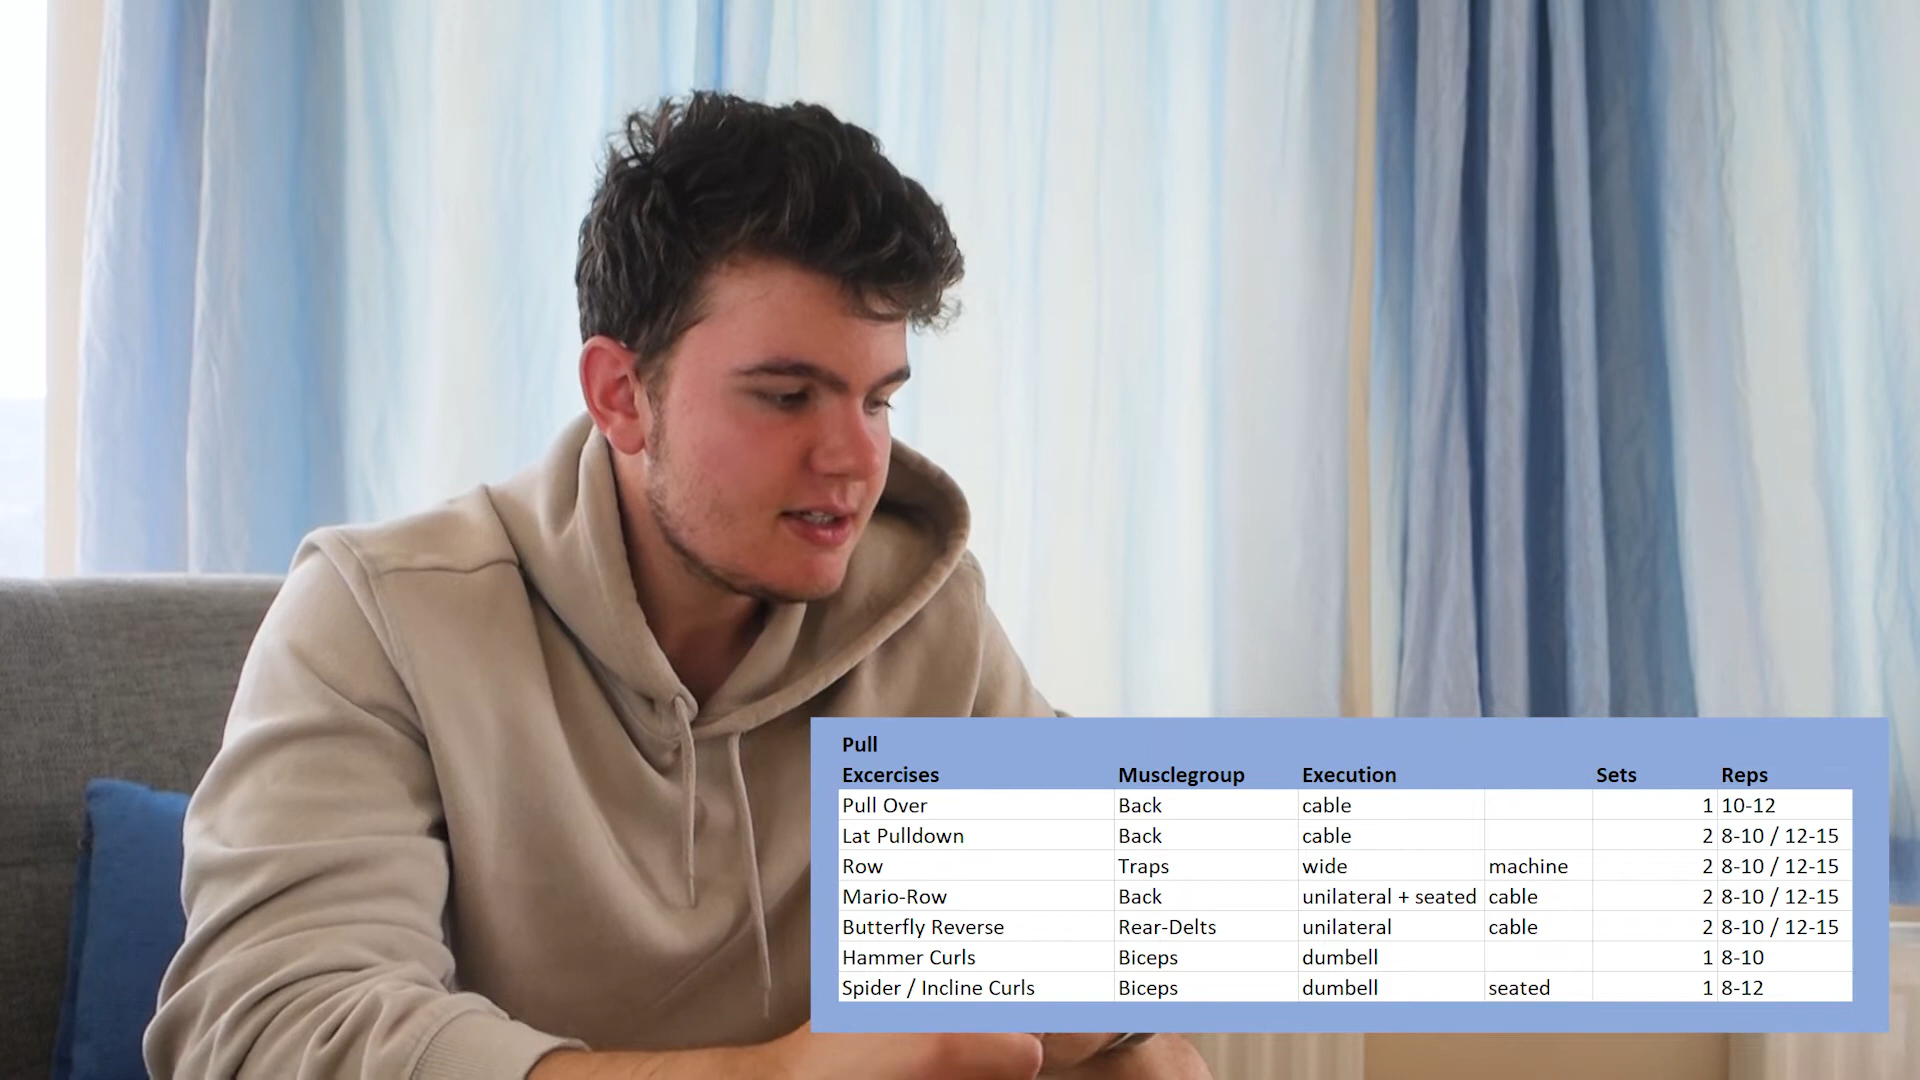 Pull
Excercises Musclegroup Execution Sets Reps
Pull Over Back cable 1 10-12
Lat Pulldown Back cable 2 8-10 / 12-15
Row Traps wide machine 2 8-10 / 12-15
Mario-Row Back unilateral + seated cable 2 8-10 / 12-15
Butterfly Reverse Rear-Delts unilateral cable 2 8-10 / 12-15
Hammer Curls Biceps dumbell 1 8-10
Spider / Incline Curls Biceps dumbell seated 1 8-12